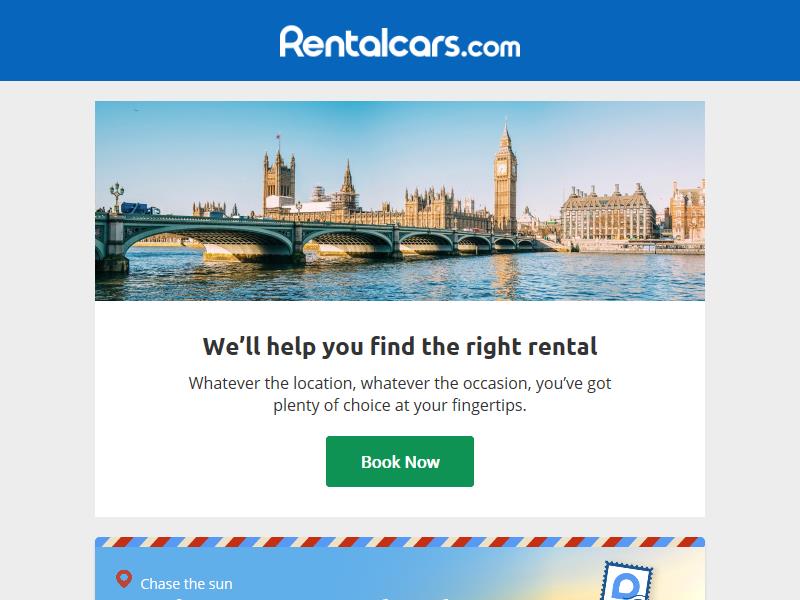 Rentalcars.com
We’ll help you find the right rental
Whatever the location, whatever the occasion, you’ve got
plenty of choice at your fingertips.
Book Now
Chase the sun